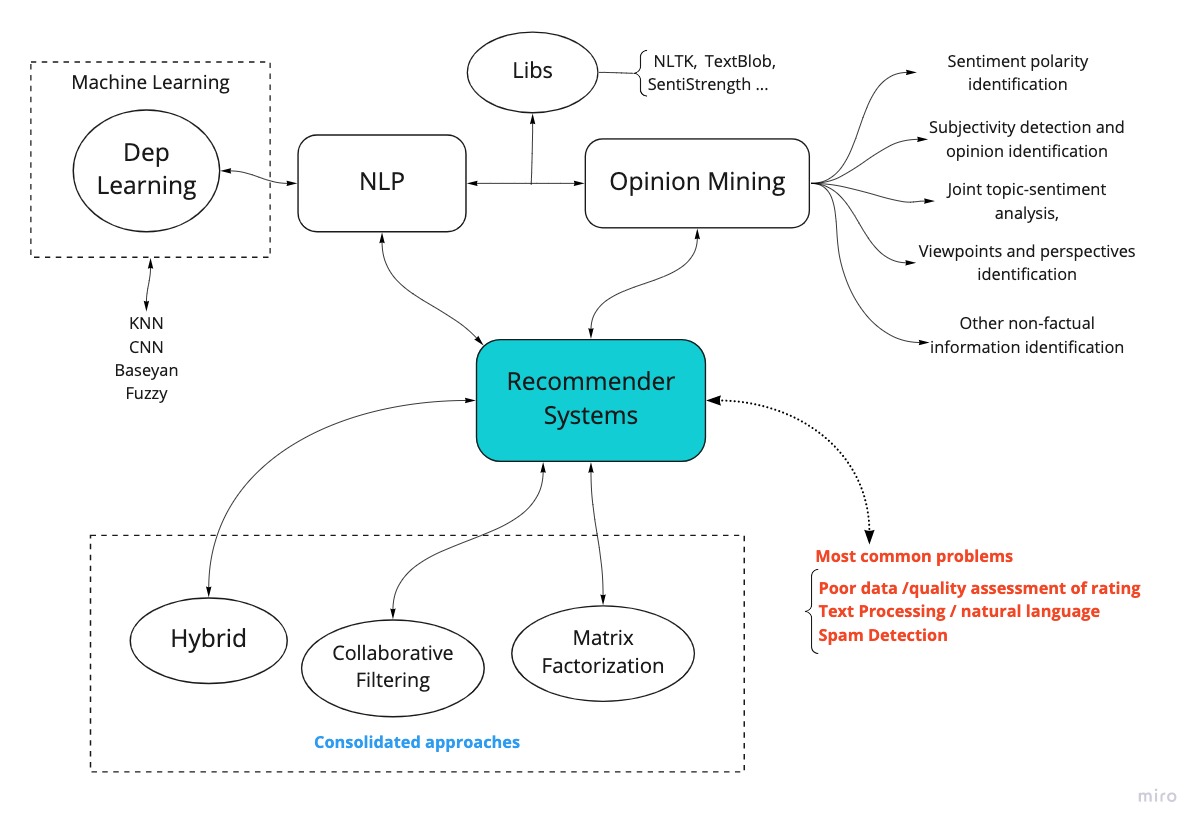 Machine Learning
Dep
Learning
KNN
CNN
Baseyan
Fuzzy
NLP
Libs
NLTK, TextBlob,
SentiStrength ...
Opinion Mining
Sentiment polarity
identification
Subjectivity detection and
opinion identification
Joint topic-sentiment
analysis,
Viewpoints and perspectives
identification
Other non-factual
information identification
Recommender
Systems
Most common problems
Poor data /quality assessment of rating
Text Processing / natural language
Spam Detection
Hybrid
Collaborative
Filtering
Matrix
Factorization
Consolidated approaches
miro